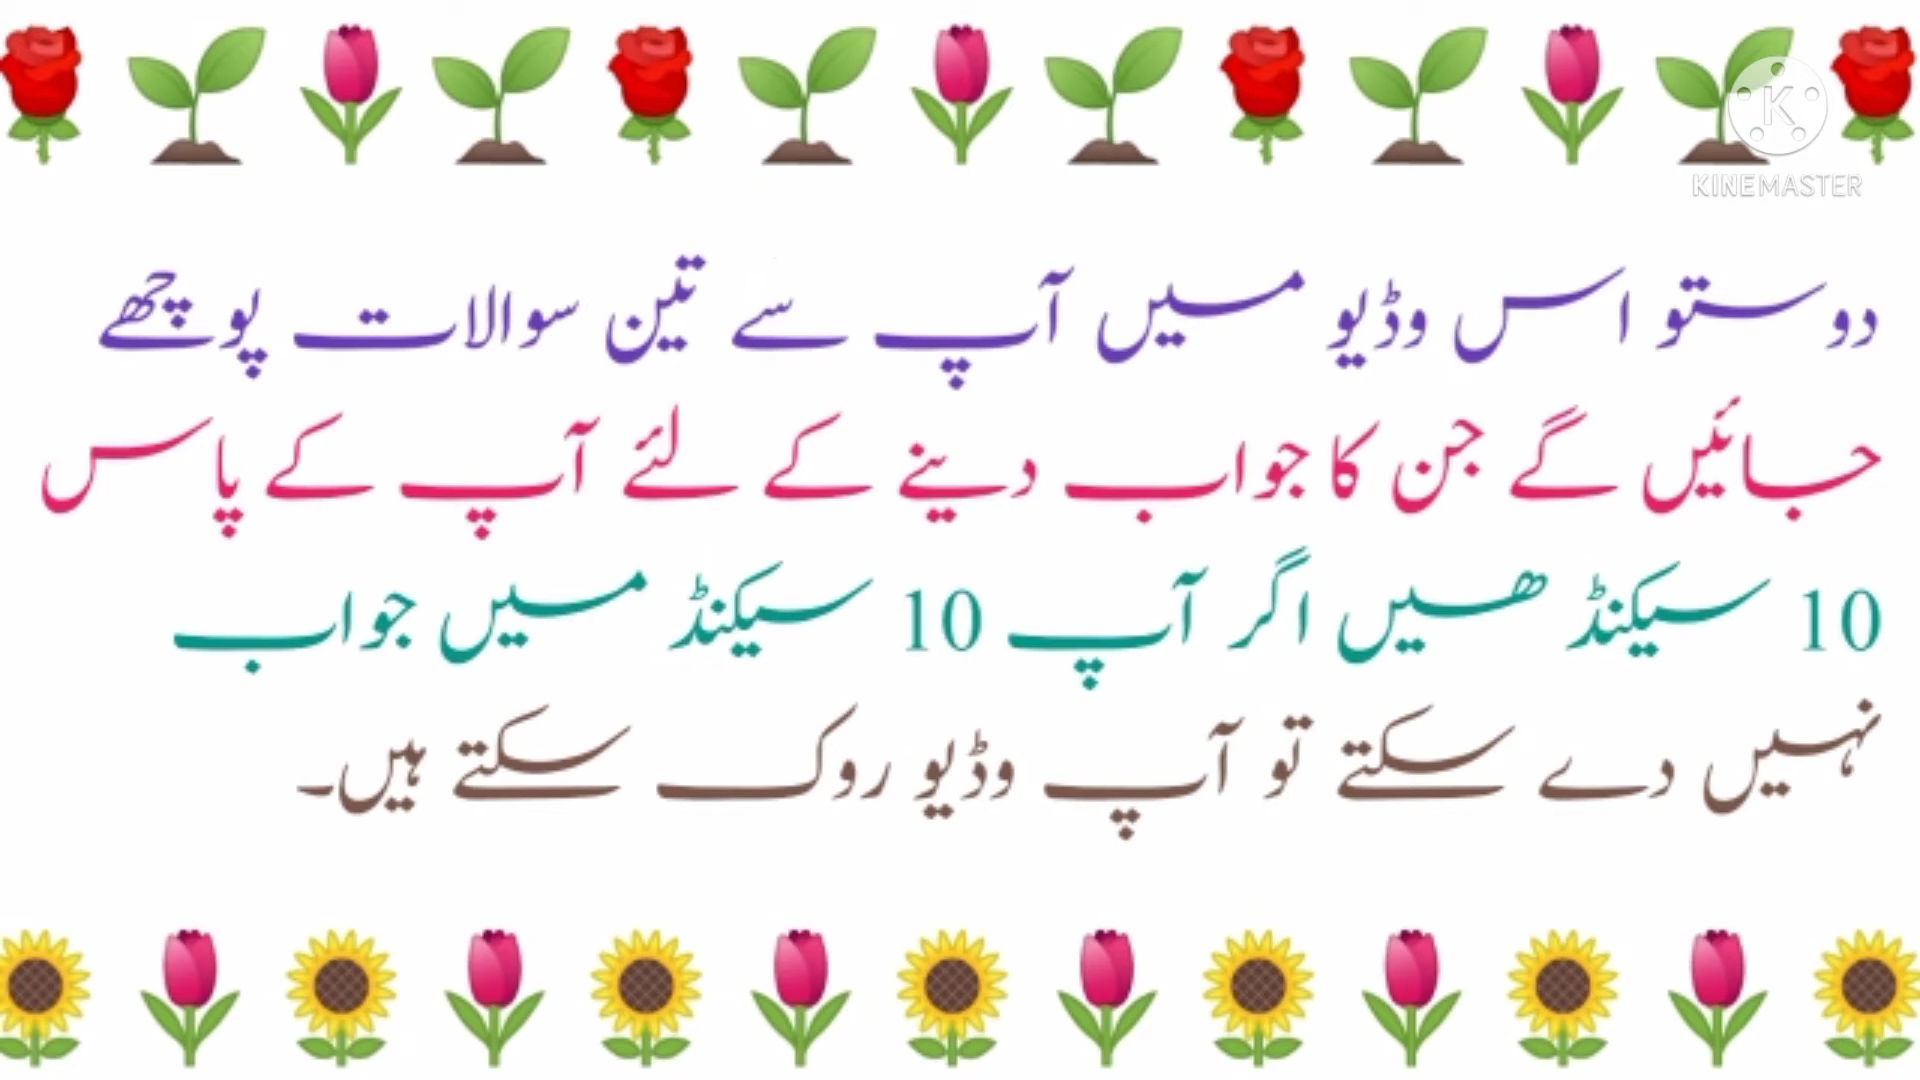 KINEMASTER
دوستو اس وڈیو میں آپ سے تین سوالات پوچھے
جائیں گے جن کا جواب دینے کے لئے آپ کے پاس
10 سیکنڈ ھیں اگر آپ 10 سیکنڈ میں جواب
نہیں دے سکتے تو آپ وڈیو روک سکتے ہیں۔